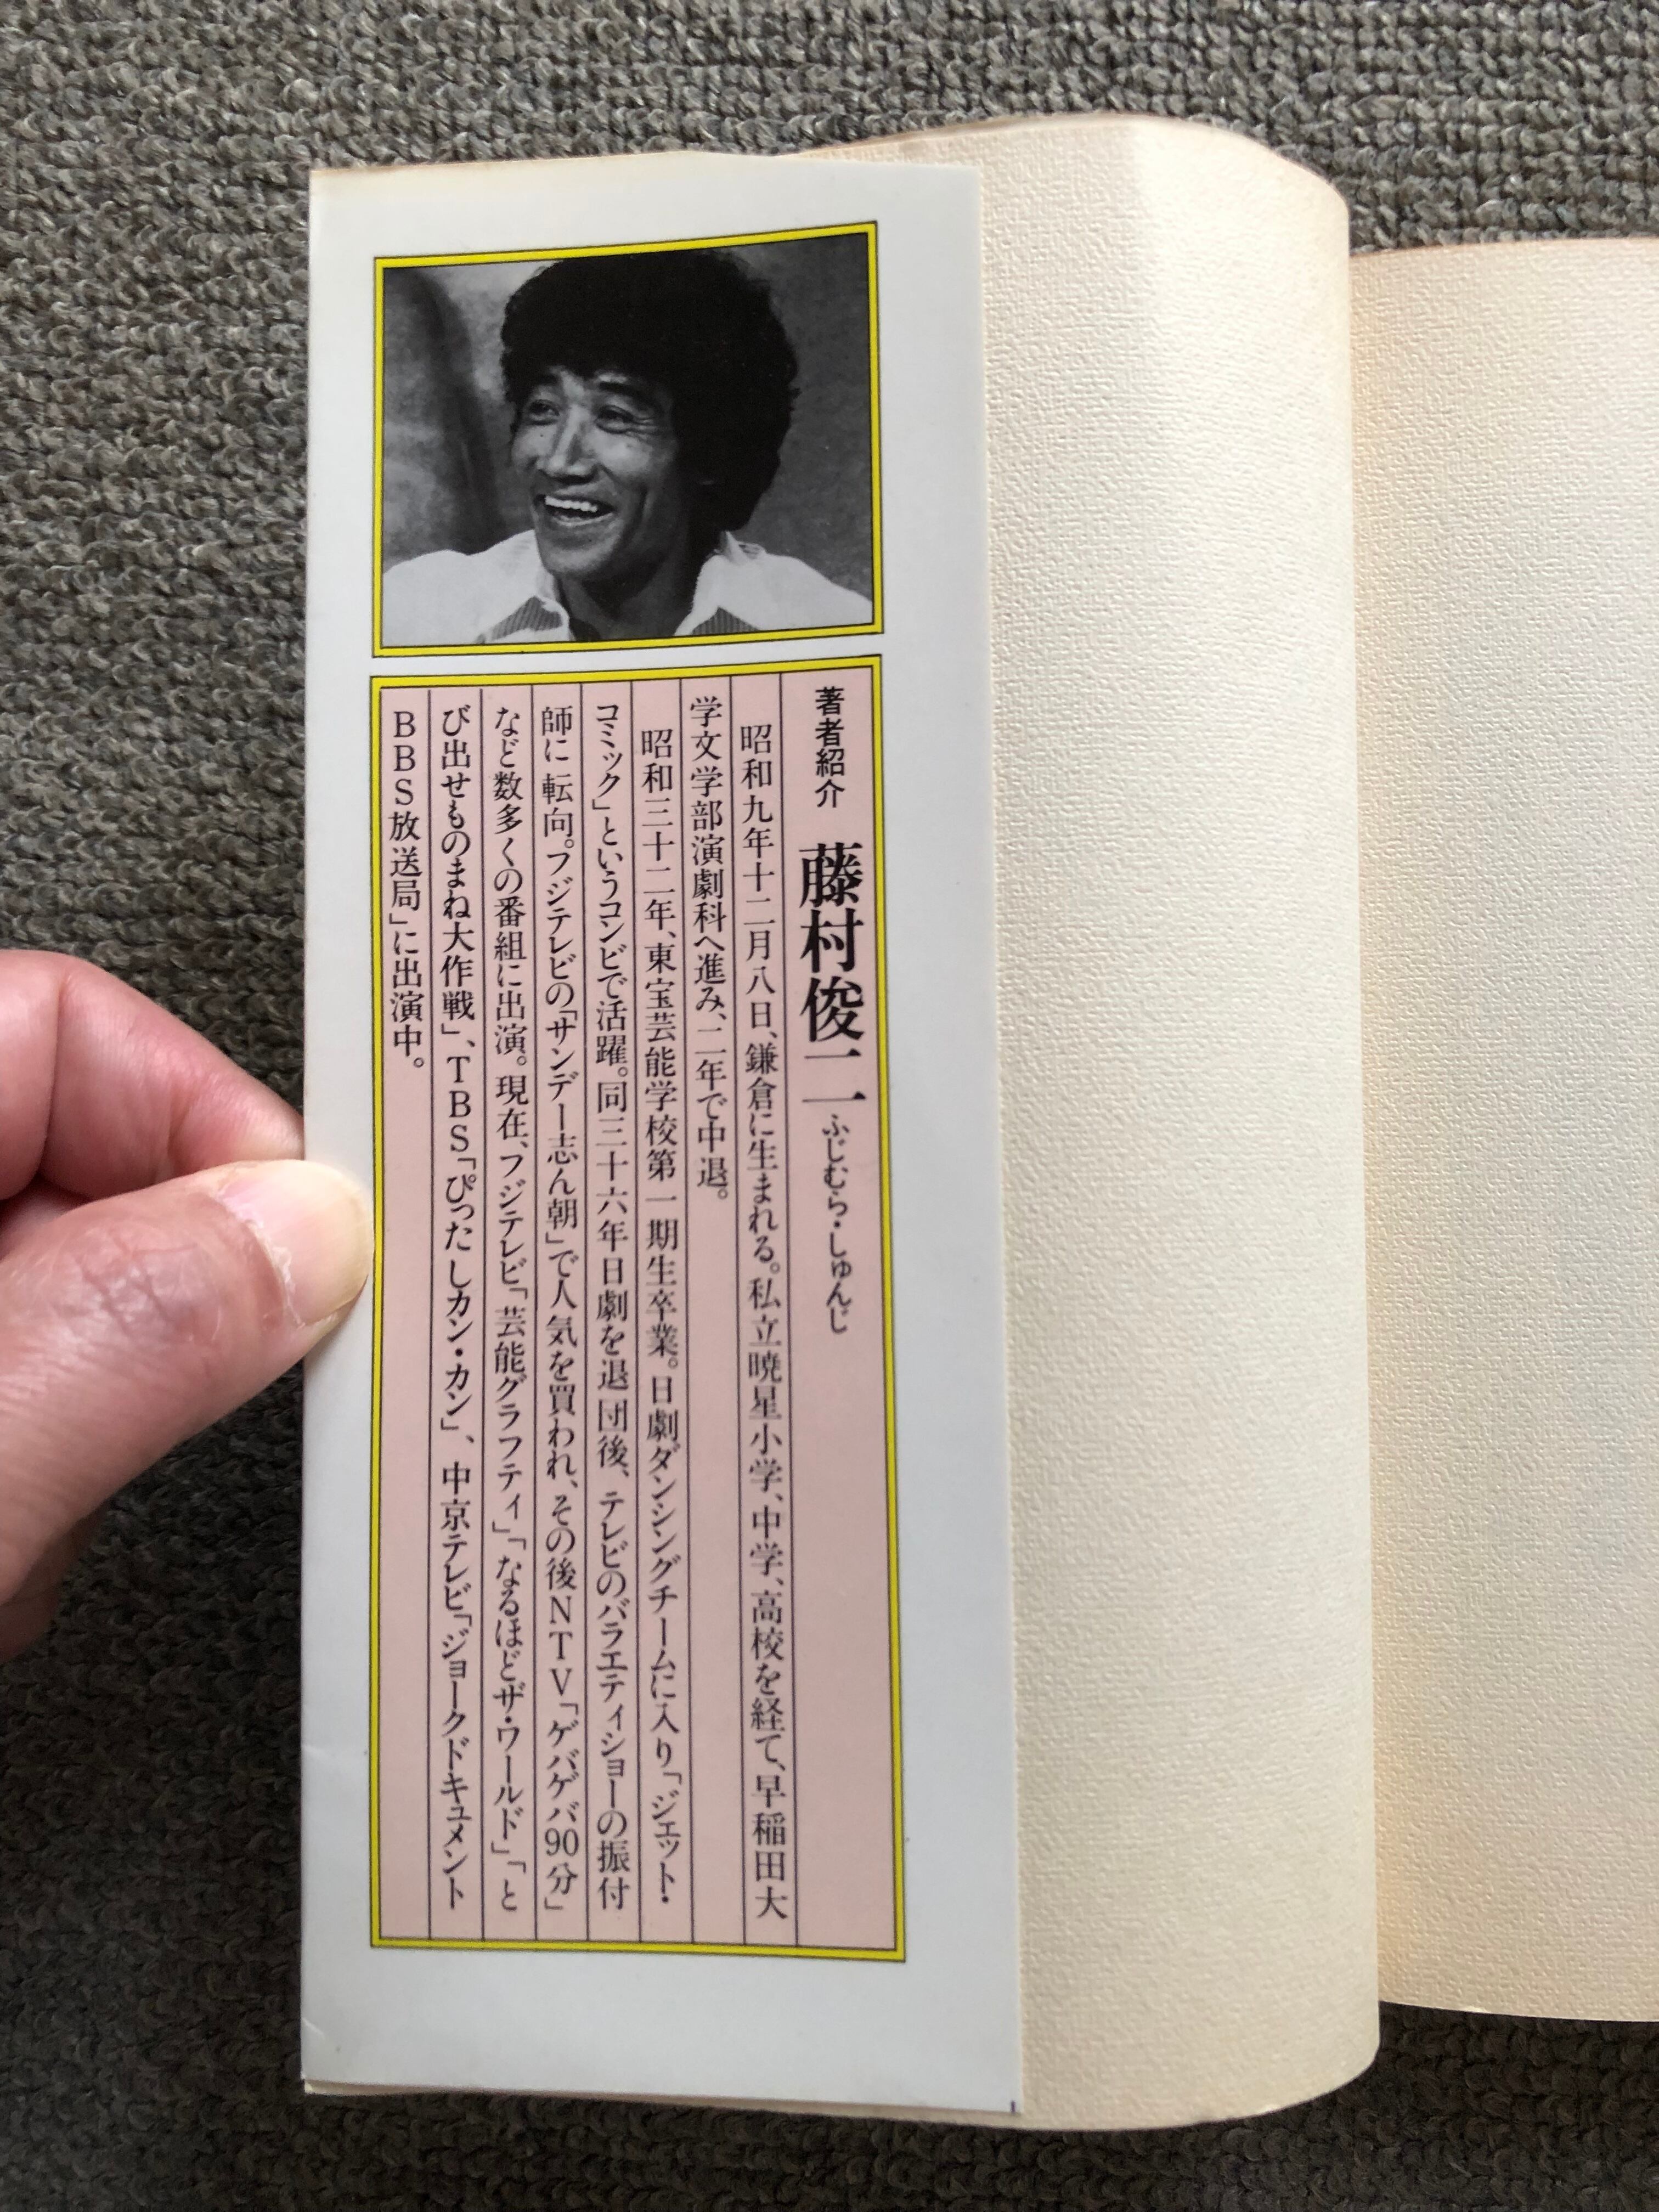 著者紹介 藤村俊二 ふじむら・しゅんじ
昭和九年十二月八日、鎌倉に生まれる。私立暁星小学、中学、高校を経て、早稲田大
学文学部演劇科へ進み、二年で中退。
昭和三十二年、東宝芸能学校第一期生卒業。日劇ダンシングチームに入り「ジェット・
コミック」というコンビで活躍。同三十六年日劇を退団後、テレビのバラエティショーの振付
師に転向。フジテレビの「サンデー志ん朝」で人気を買われ、その後NTV「ゲバゲバ90分」
など数多くの番組に出演。現在、フジテレビ「芸能グラフティ」「なるほどザ・ワールド」「と
び出せものまね大作戦」、TBS「ぴったしカン・カン」、中京テレビ「ジョークドキュメント
BBS放送局」に出演中。